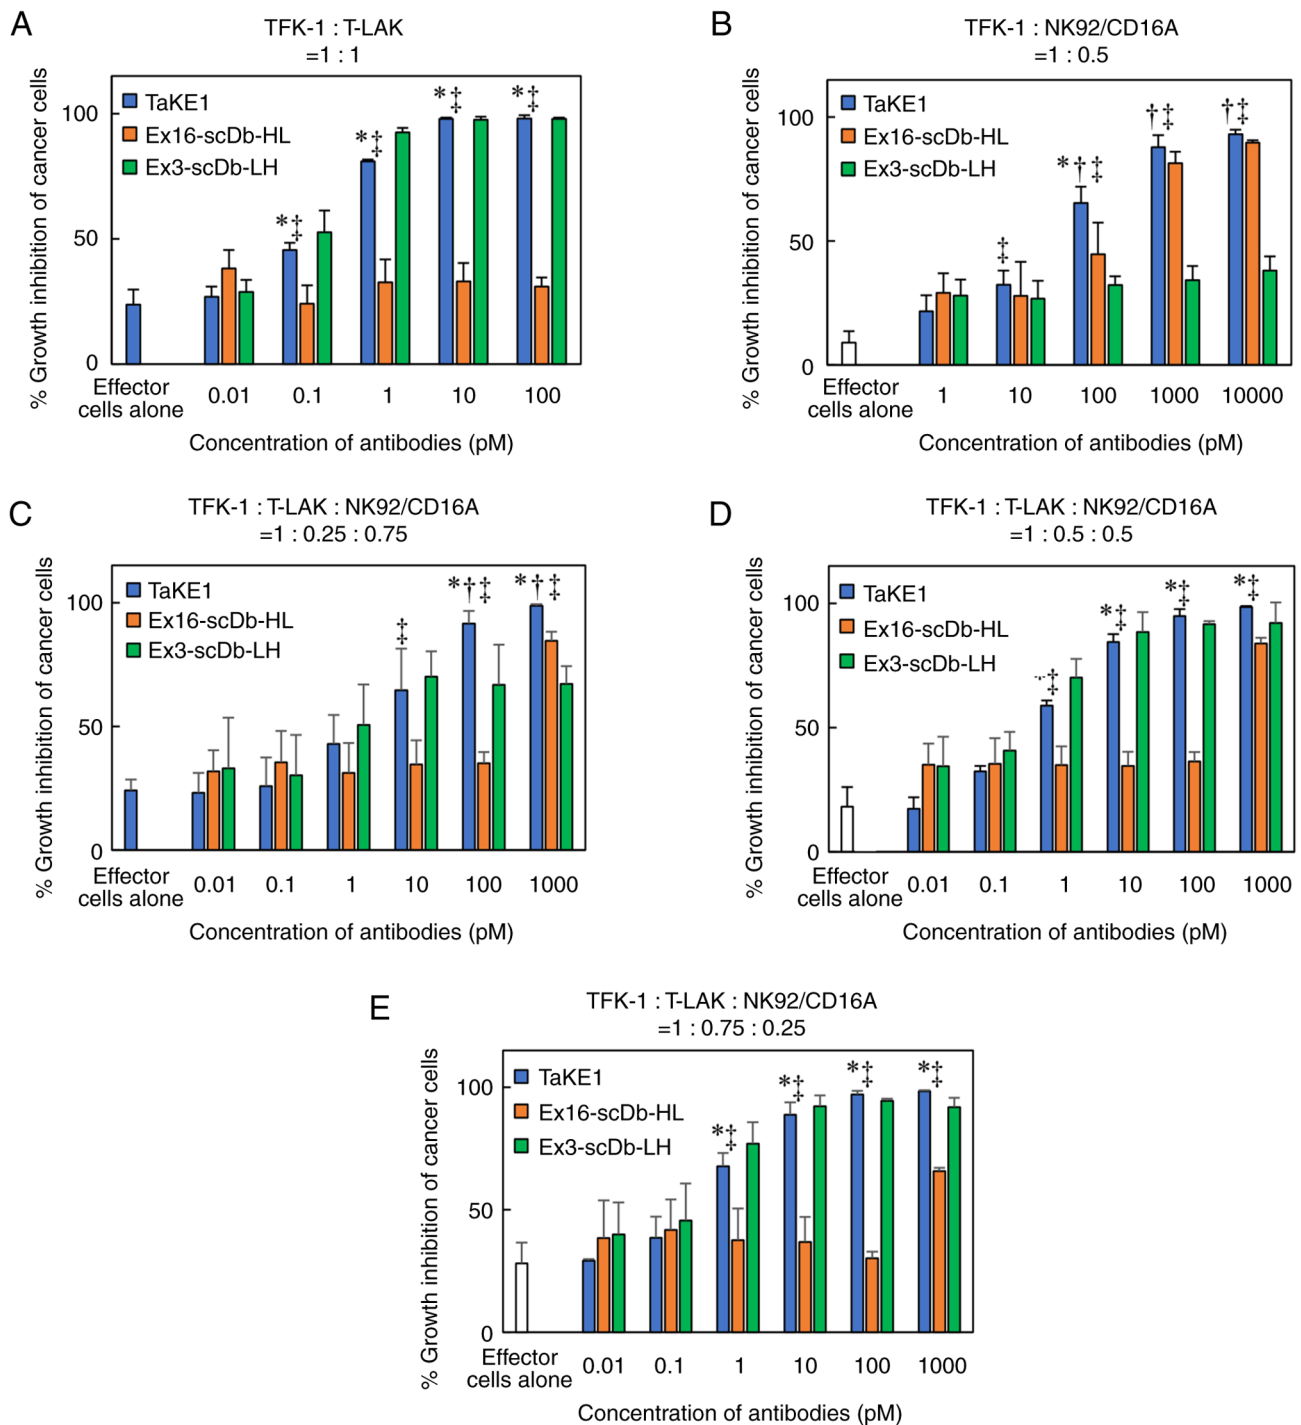 A
TFK-1 : T-LAK
=1 : 1
% Growth inhibition of cancer cells
100
50
0
TaKE1
Ex16-scDb-HL
Ex3-scDb-LH
*‡
*‡
*‡
*‡
Effector
cells alone
0.01 0.1 1 10 100
Concentration of antibodies (pM)
B
TFK-1 : NK92/CD16A
=1 : 0.5
% Growth inhibition of cancer cells
100
50
0
TaKE1
Ex16-scDb-HL
Ex3-scDb-LH
‡
*†‡
†‡
†‡
Effector
cells alone
1 10 100 1000 10000
Concentration of antibodies (pM)
C
TFK-1 : T-LAK : NK92/CD16A
=1 : 0.25 : 0.75
% Growth inhibition of cancer cells
100
50
0
TaKE1
Ex16-scDb-HL
Ex3-scDb-LH
‡
*†‡
*†‡
Effector
cells alone
0.01 0.1 1 10 100 1000
Concentration of antibodies (pM)
D
TFK-1 : T-LAK : NK92/CD16A
=1 : 0.5 : 0.5
% Growth inhibition of cancer cells
100
50
0
TaKE1
Ex16-scDb-HL
Ex3-scDb-LH
‡
*‡
*‡
*‡
Effector
cells alone
0.01 0.1 1 10 100 1000
Concentration of antibodies (pM)
E
TFK-1 : T-LAK : NK92/CD16A
=1 : 0.75 : 0.25
% Growth inhibition of cancer cells
100
50
0
TaKE1
Ex16-scDb-HL
Ex3-scDb-LH
*‡
*‡
*‡
*‡
Effector
cells alone
0.01 0.1 1 10 100 1000
Concentration of antibodies (pM)